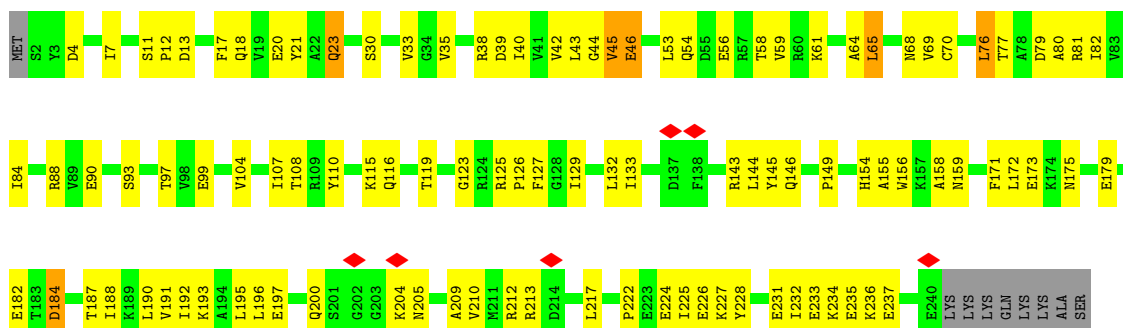 MET S2 Y3 D4 I7 S11 P12 D13 F17 Q18 V19 E20 Y21 A22 Q23 S30 V33 G34 V35 R38 D39 I40 V41 V42 L43 G44 V45 E46 L53 Q54 D55 E56 R57 T58 V59 R60 K61 A64 L65 N68 V69 C70 L76 T77 A78 D79 A80 R81 I82 V83
I84 R88 V89 E90 S93 T97 V98 E99 V104 I107 T108 R109 Y110 K115 Q116 T119 G123 R124 R125 P126 F127 G128 I129 L132 I133 D137 F138 R143 L144 Y145 Q146 P149 H154 A155 W156 K157 A158 N159 F171 L172 E173 K174 N175 E179
E182 T183 D184 T187 I188 K189 L190 V191 I192 K193 A194 L195 L196 E197 Q200 S201 G202 G203 K204 N205 A209 V210 M211 R212 R213 D214 L217 P222 E223 E224 I225 E226 K227 Y228 E231 I232 E233 K234 E235 K236 E237 E240 LYS LYS LYS GLN LYS LYS ALA SER